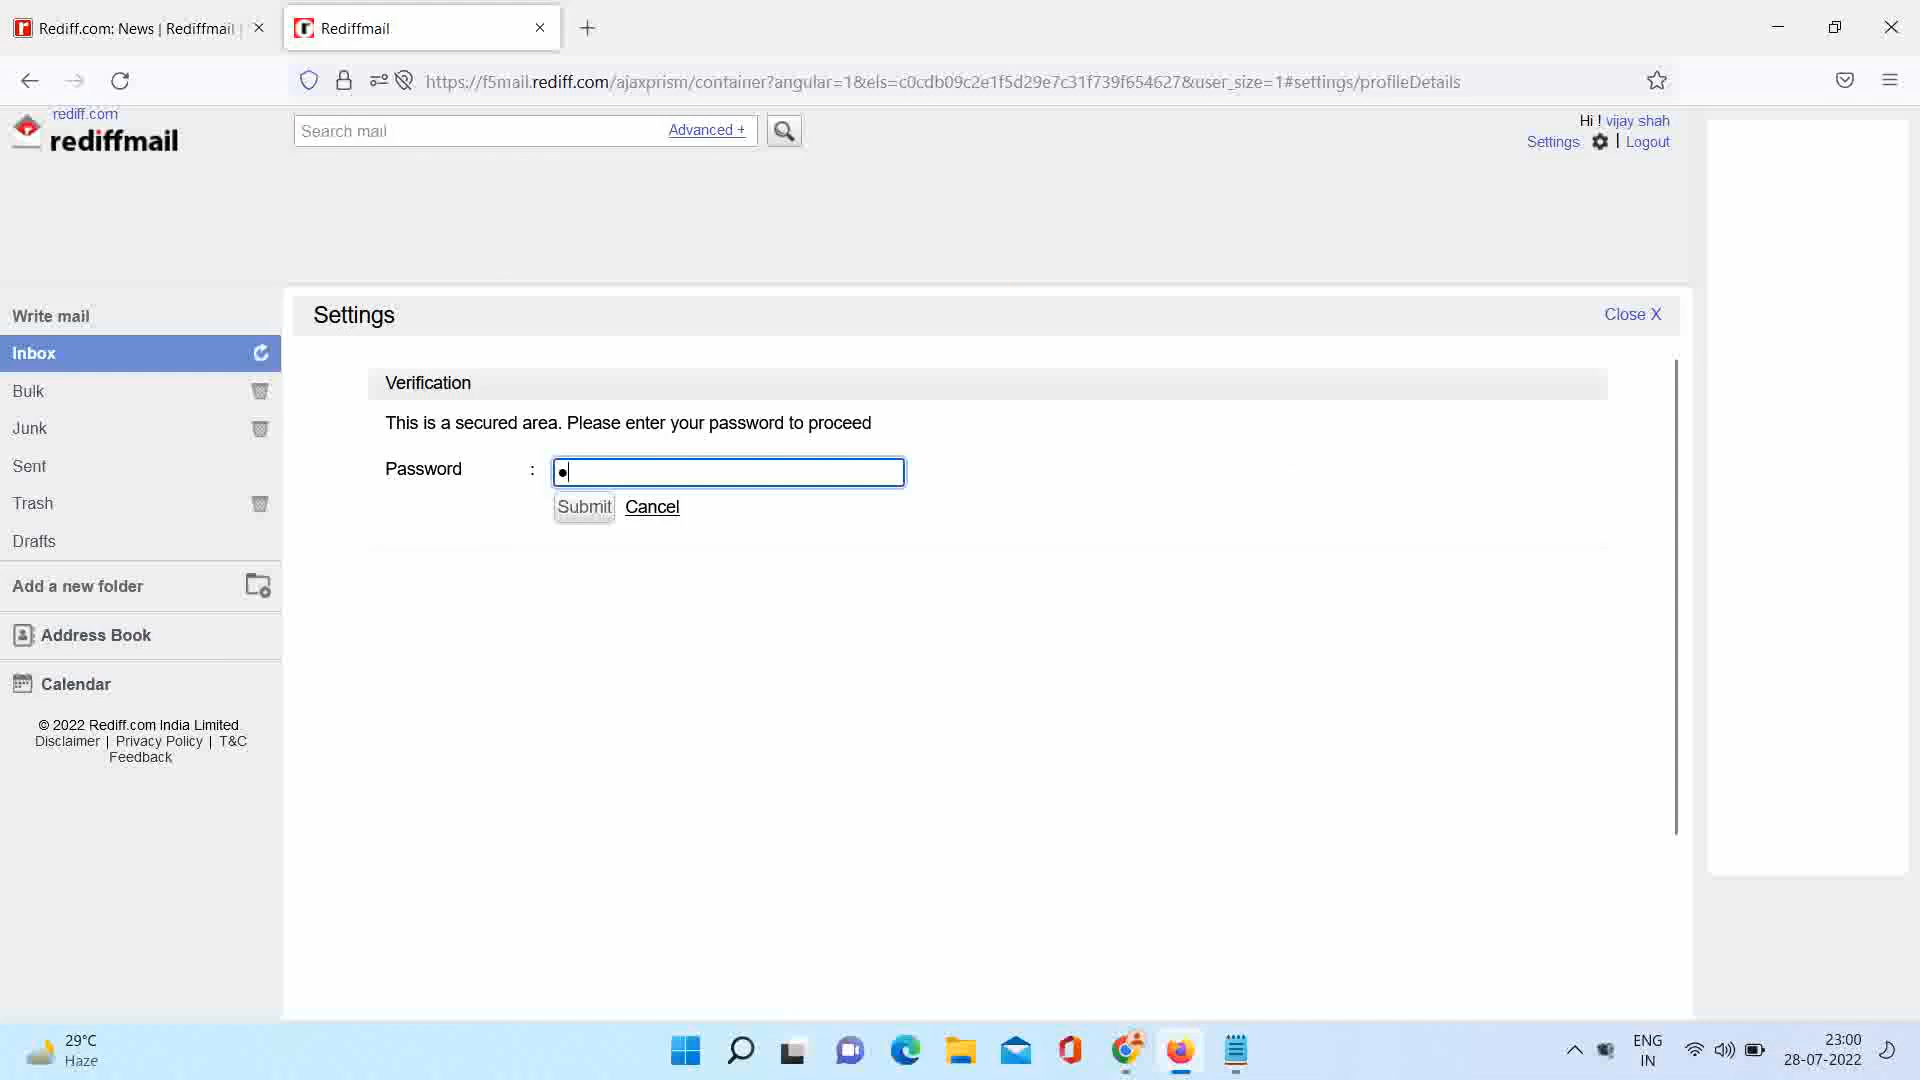 Rediff.com: News | Rediffmail |
Rediffmail
https://f5mail.rediff.com/ajaxprism/container?angular=1&els=c0cdb09c2e1f5d29e7c31f739f654627&user_size=1#settings/profileDetails
rediff.com
rediffmail
Search mail
Advanced +
Hi ! vijay shah
Settings | Logout
Write mail
Settings
Close X
Inbox
Bulk
Junk
Sent
Trash
Drafts
Add a new folder
Address Book
Calendar
© 2022 Rediff.com India Limited.
Disclaimer | Privacy Policy | T&C
Feedback
Verification
This is a secured area. Please enter your password to proceed
Password :
Submit Cancel
29°C
Haze
ENG
IN
23:00
28-07-2022